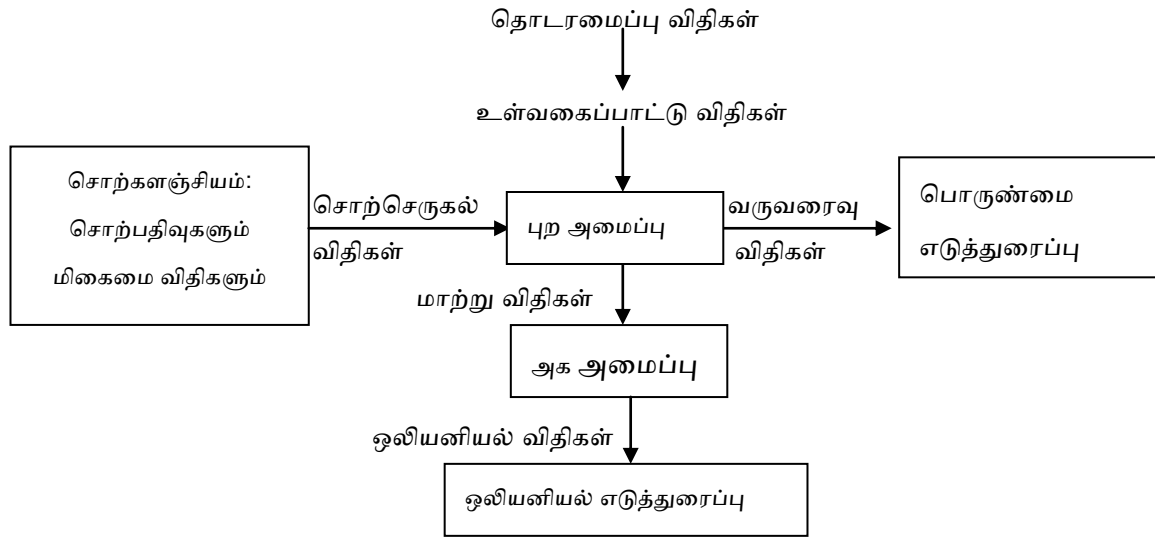 தொடரமைப்பு விதிகள்
உள்வகைப்பாட்டு விதிகள்
சொற்களஞ்சியம்:
சொற்பதிவுகளும்
மிகைமை விதிகளும்
சொற்செருகல்
விதிகள்
புற அமைப்பு
வருவரைவு
விதிகள்
பொருண்மை
எடுத்துரைப்பு
மாற்று விதிகள்
அக அமைப்பு
ஒலியனியல் விதிகள்
ஒலியனியல் எடுத்துரைப்பு